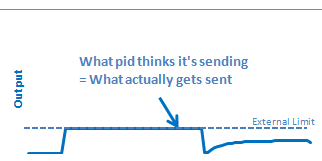 What pid thinks it's sending
= What actually gets sent
Output
External Limit